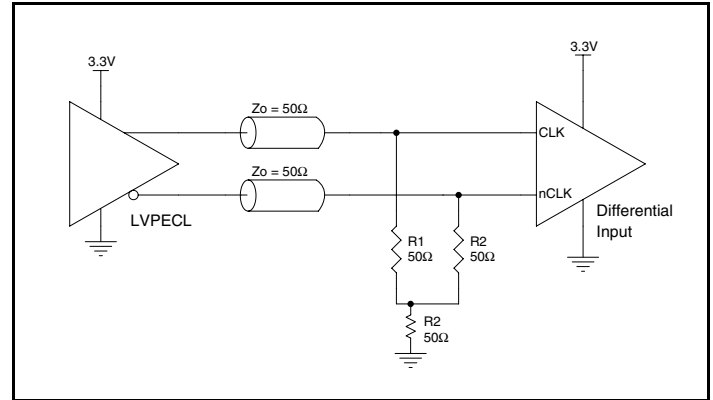 3.3V
3.3V
Zo = 50Ω
CLK
Zo = 50Ω
nCLK
LVPECL
Differential
Input
R1
50Ω
R2
50Ω
R2
50Ω